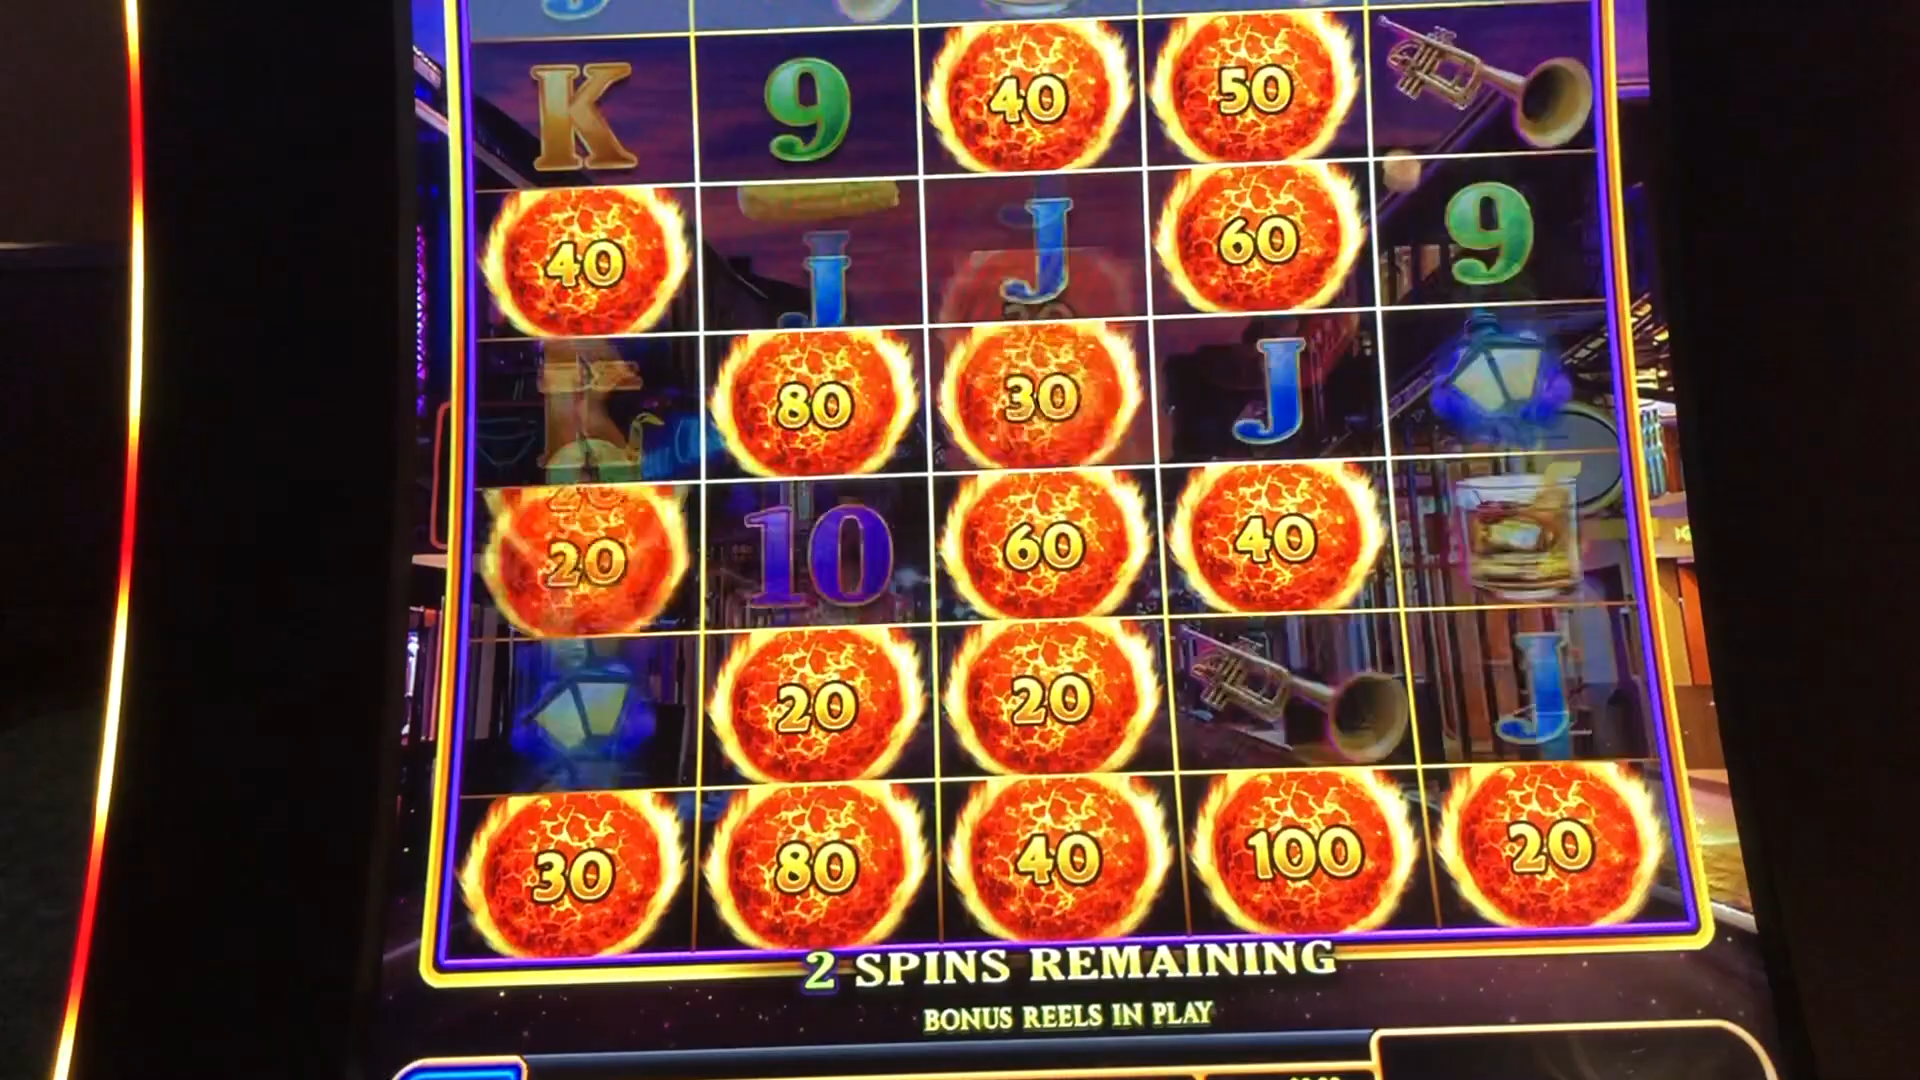 K 9 40 50
40 J J 60 9
K 80 30 J
20 10 60 40
20 20 J
30 80 40 100 20
2 SPINS REMAINING
BONUS REELS IN PLAY